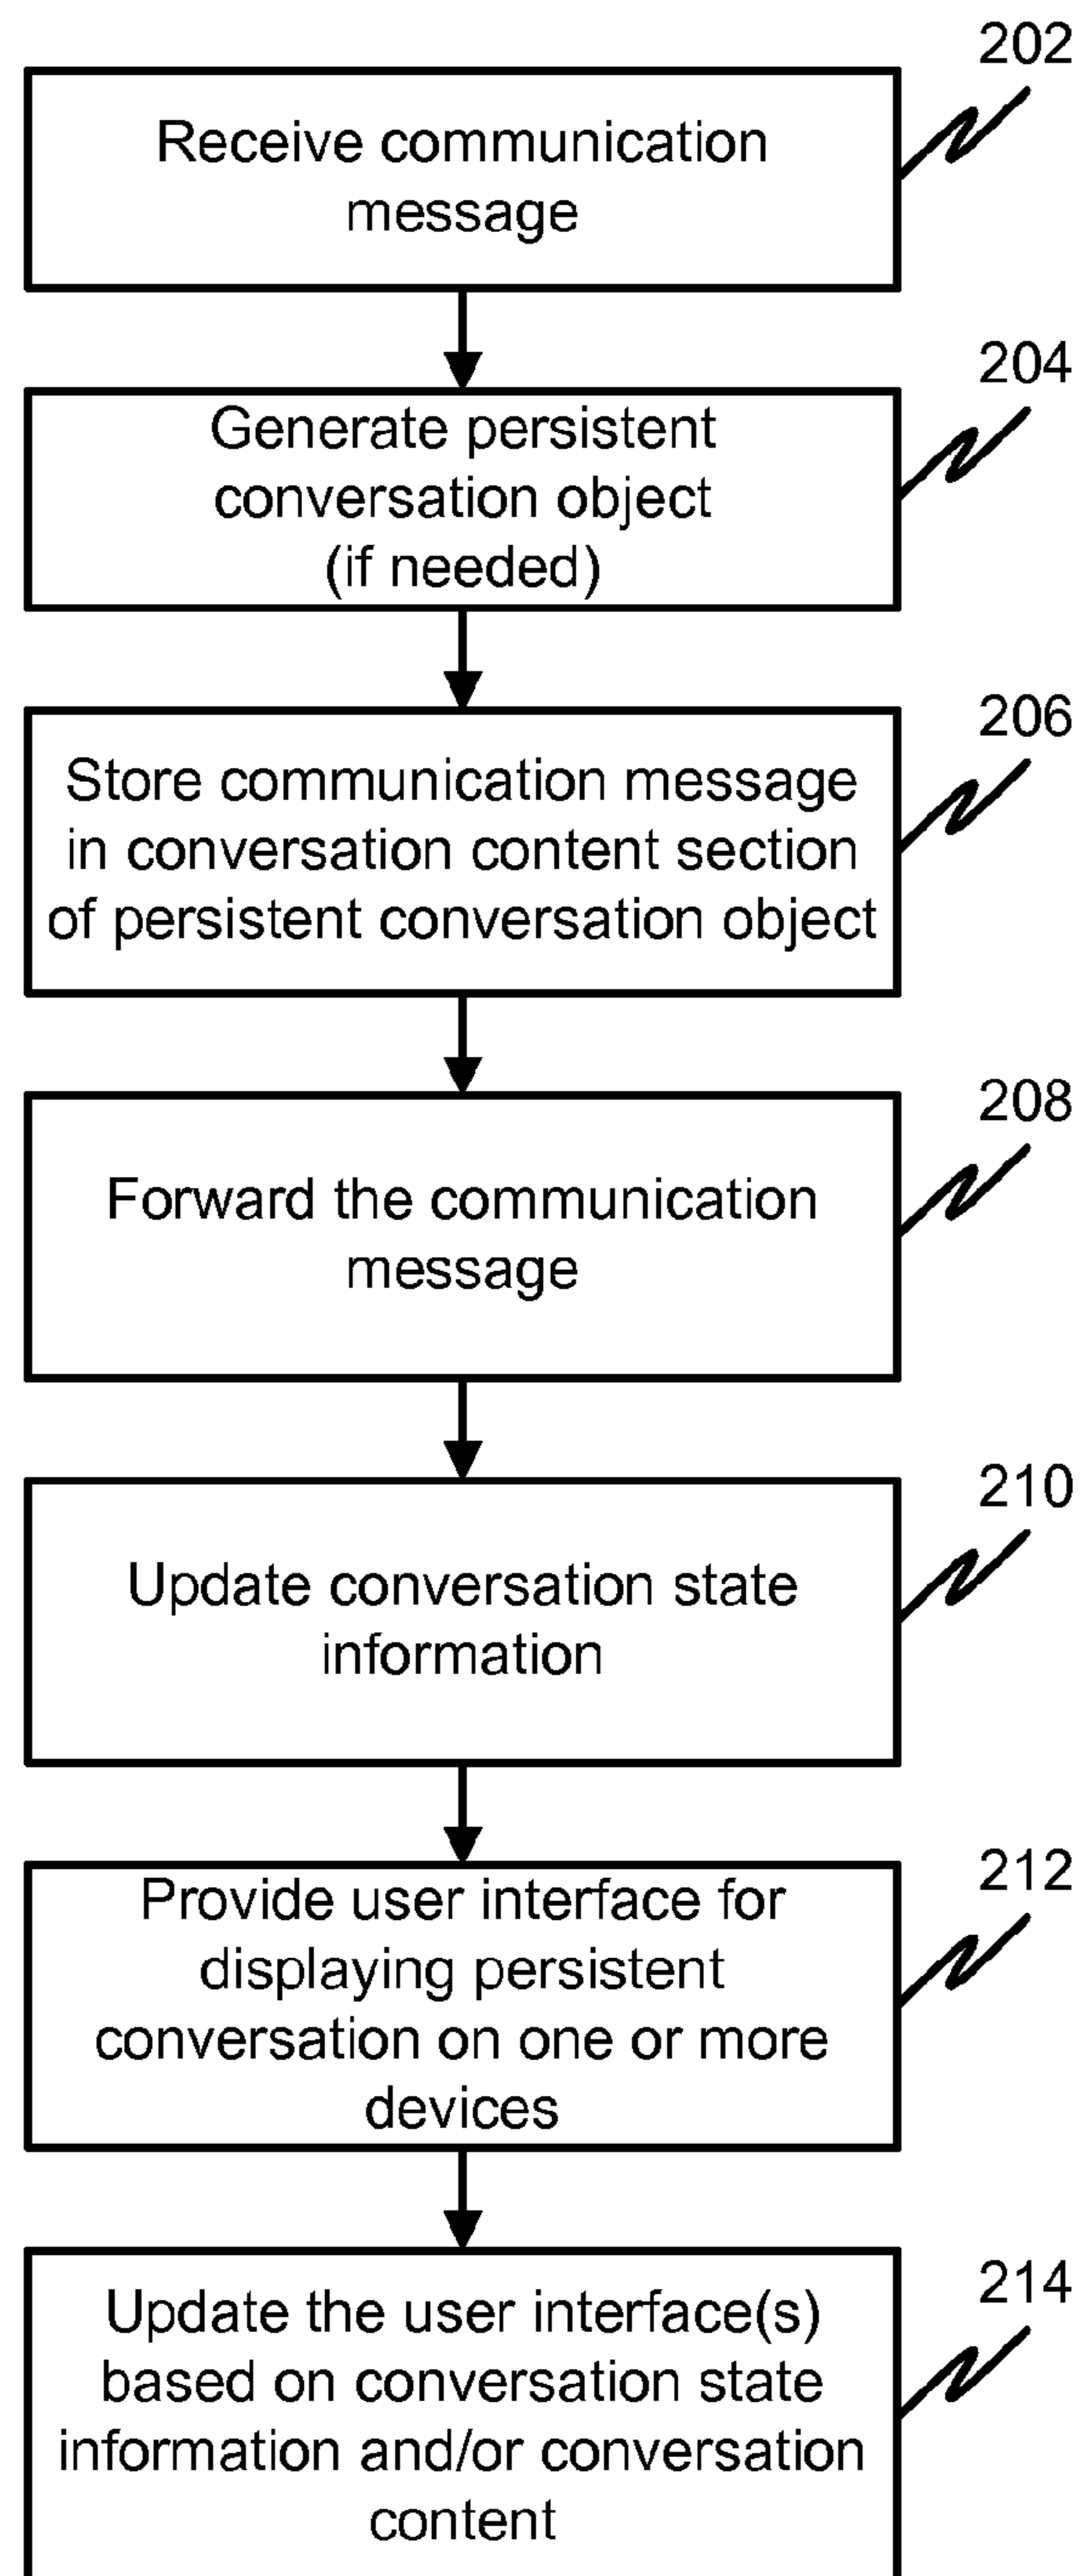 202
Receive communication
message
204
Generate persistent
conversation object
(if needed)
206
Store communication message
in conversation content section
of persistent conversation object
208
Forward the communication
message
210
Update conversation state
information
212
Provide user interface for
displaying persistent
conversation on one or more
devices
214
Update the user interface(s)
based on conversation state
information and/or conversation
content